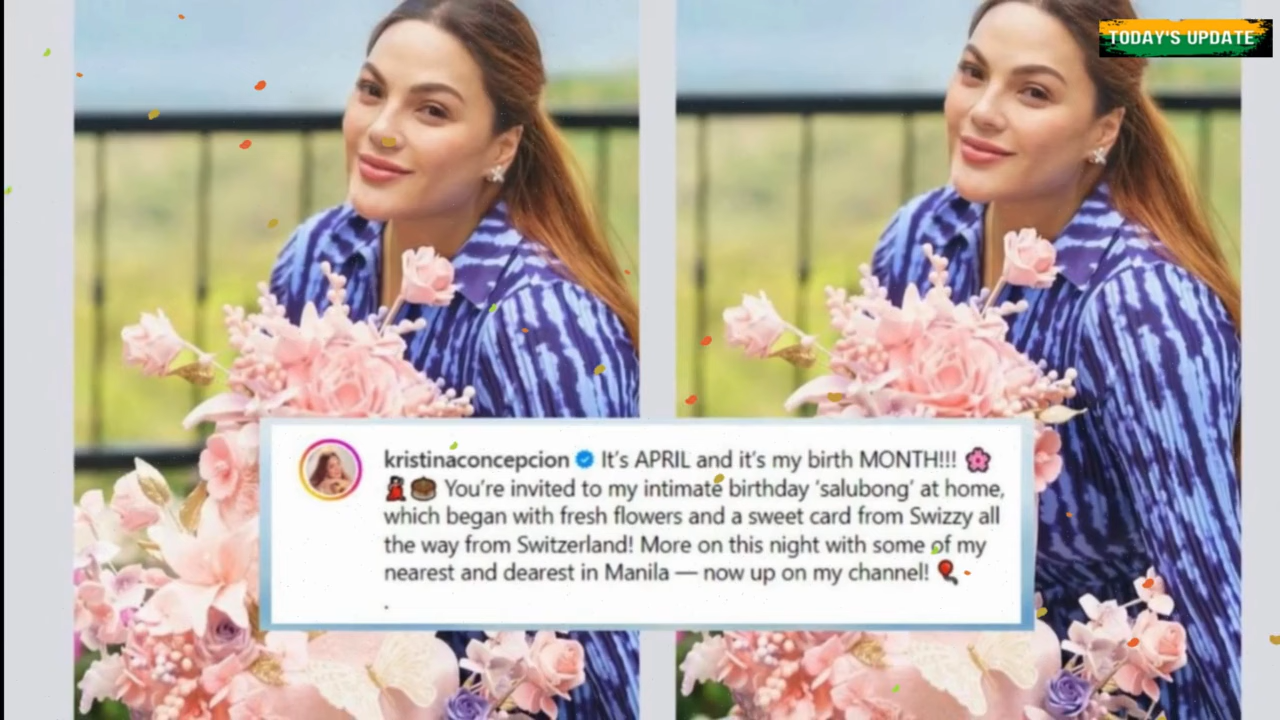 TODAY'S UPDATE
kristinaconcepcion It's APRIL and it's my birth MONTH!!! 🌸
💃🎂 You're invited to my intimate birthday 'salubong' at home,
which began with fresh flowers and a sweet card from Swizzy all
the way from Switzerland! More on this night with some of my
nearest and dearest in Manila — now up on my channel! 🎈
.